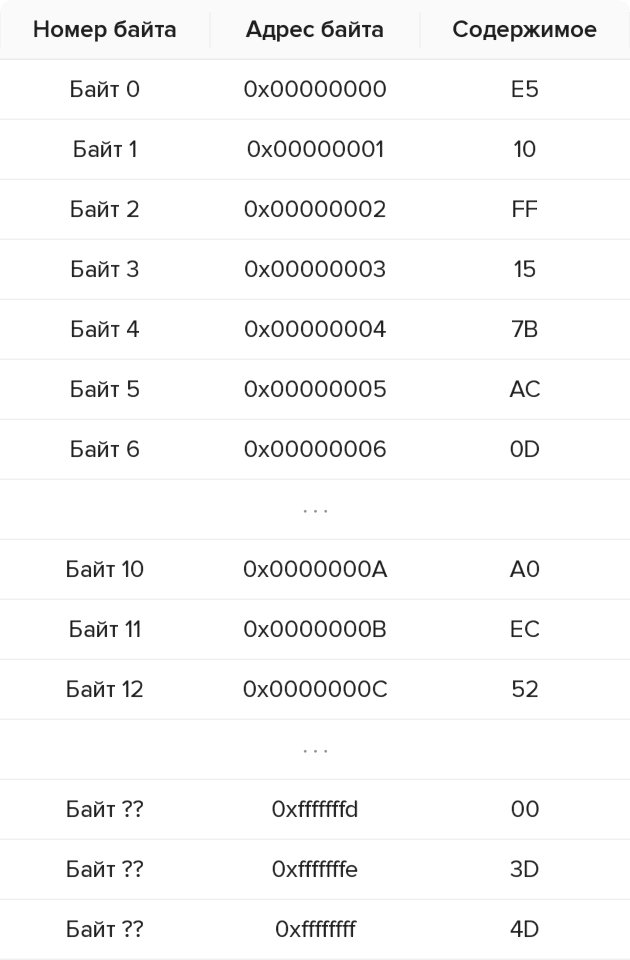 Номер байта Адрес байта Содержимое
Байт 0 0x00000000 E5
Байт 1 0x00000001 10
Байт 2 0x00000002 FF
Байт 3 0x00000003 15
Байт 4 0x00000004 7B
Байт 5 0x00000005 AC
Байт 6 0x00000006 0D
...
Байт 10 0x0000000A A0
Байт 11 0x0000000B EC
Байт 12 0x0000000C 52
...
Байт ?? 0xfffffffd 00
Байт ?? 0xfffffffe 3D
Байт ?? 0xffffffff 4D